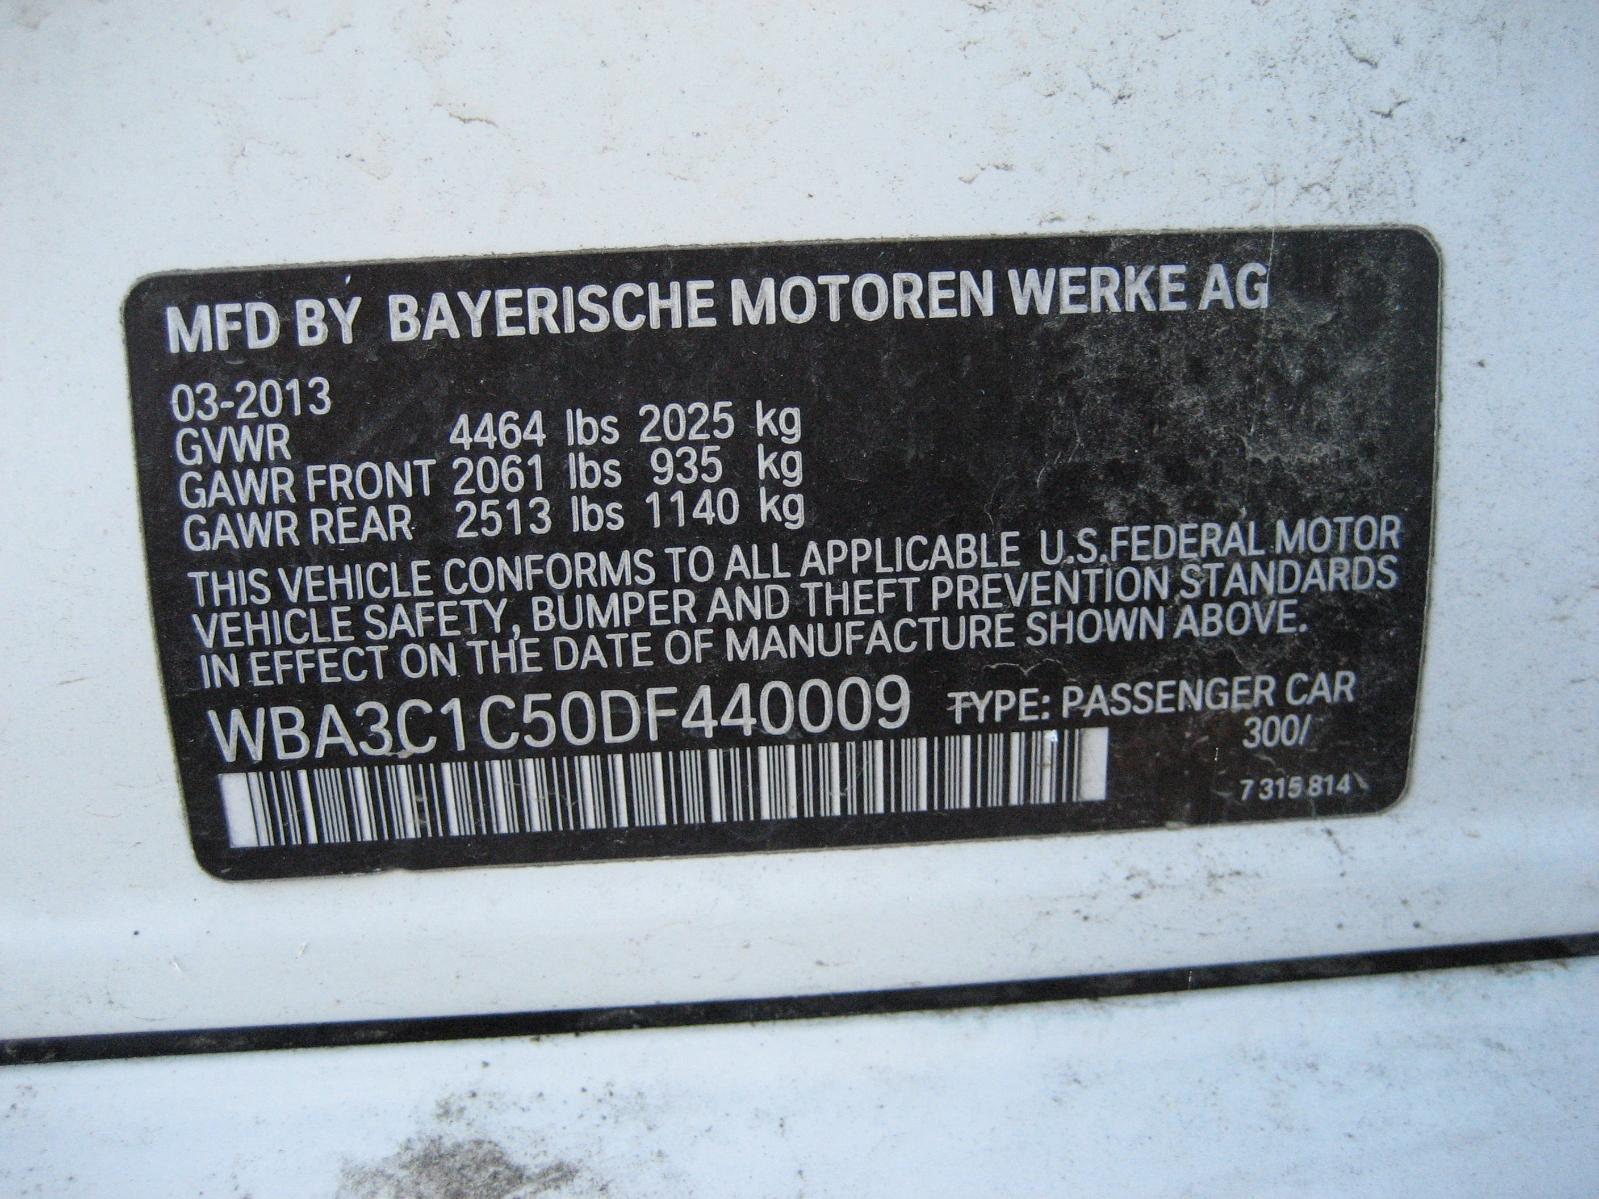 MFD BY BAYERISCHE MOTOREN WERKE AG
03-2013
GVWR 4464 lbs 2025 kg
GAWR FRONT 2061 lbs 935 kg
GAWR REAR 2513 lbs 1140 kg
THIS VEHICLE CONFORMS TO ALL APPLICABLE U.S.FEDERAL MOTOR
VEHICLE SAFETY, BUMPER AND THEFT PREVENTION STANDARDS
IN EFFECT ON THE DATE OF MANUFACTURE SHOWN ABOVE.
WBA3C1C50DF440009 TYPE: PASSENGER CAR
300/
7 315 814